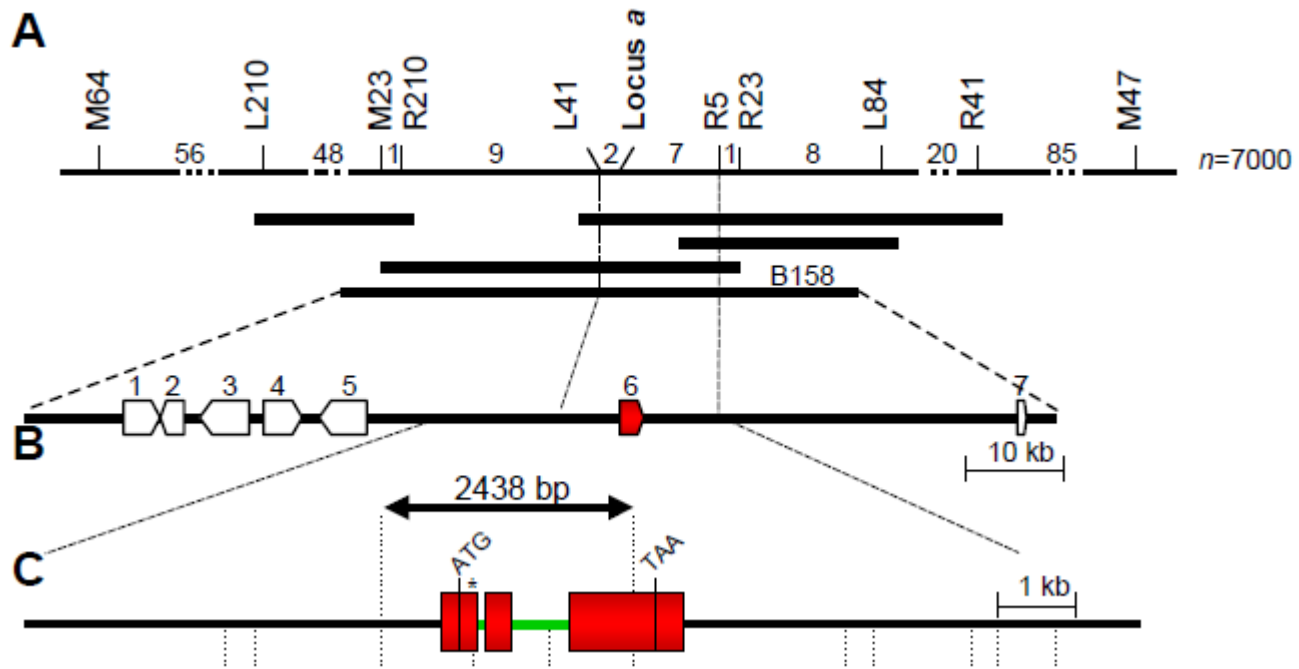 A
M64 L210 M23 R210 L41 Locus a R5 R23 L84 R41 M47
56 48 1 9 2 7 1 8 20 85 n=7000
B158
1 2 3 4 5 6 7
B
10 kb
2438 bp
C
ATG * TAA
1 kb